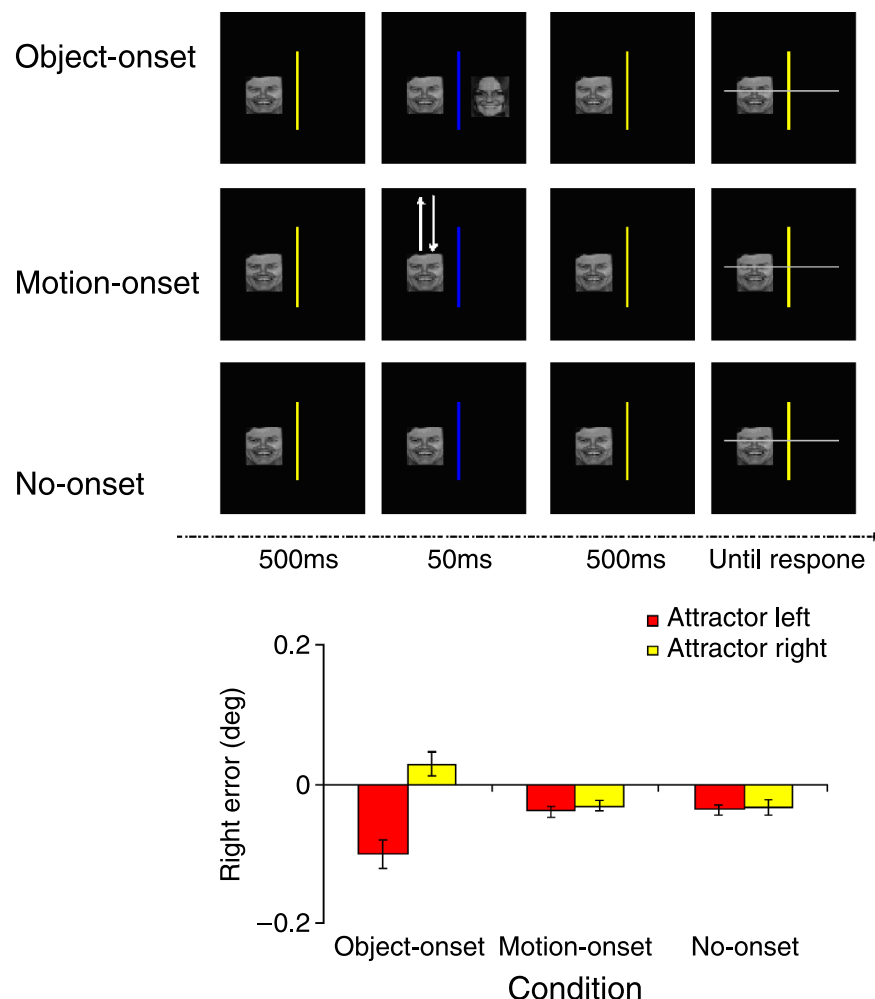 Object-onset
Motion-onset
No-onset
500ms 50ms 500ms Until respone
Attractor left
Attractor right
0.2
0
−0.2
Right error (deg)
Object-onset Motion-onset No-onset
Condition